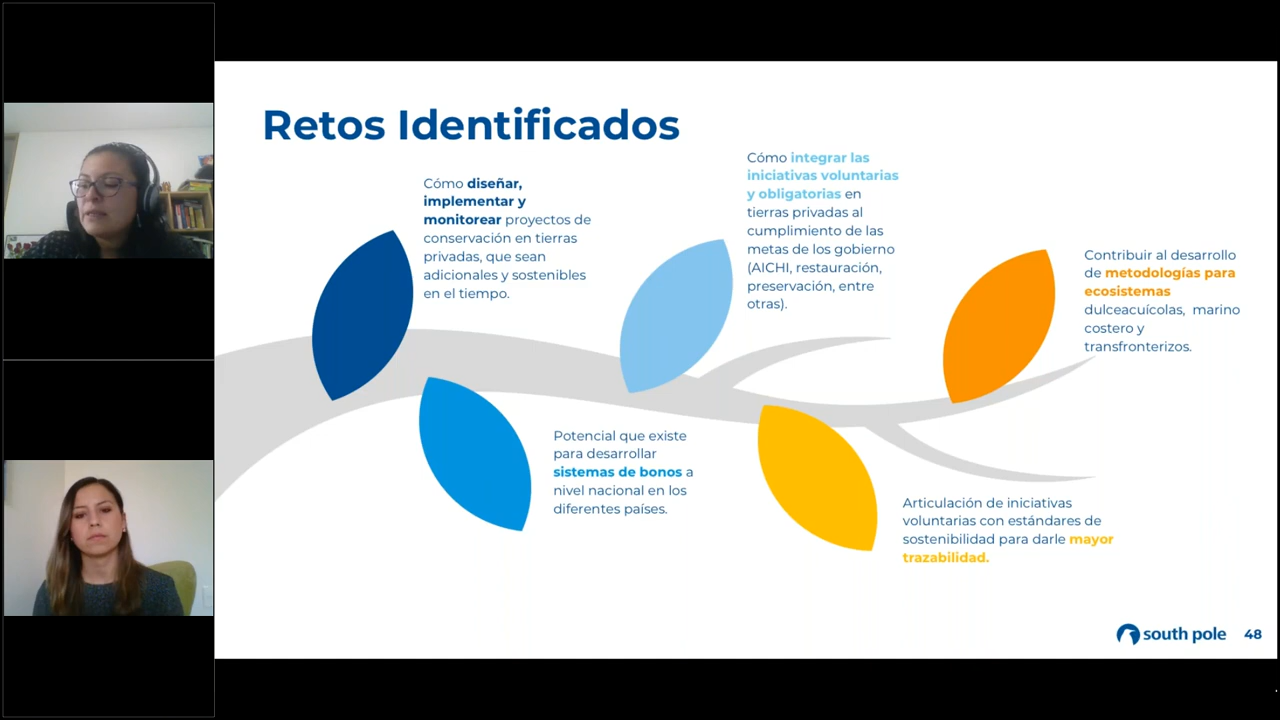 Retos Identificados
Cómo diseñar,
implementar y
monitorear proyectos de
conservación en tierras
privadas, que sean
adicionales y sostenibles
en el tiempo.
Potencial que existe
para desarrollar
sistemas de bonos a
nivel nacional en los
diferentes países.
Cómo integrar las
iniciativas voluntarias
y obligatorias en
tierras privadas al
cumplimiento de las
metas de los gobierno
(AICHI, restauración,
preservación, entre
otras).
Articulación de iniciativas
voluntarias con estándares de
sostenibilidad para darle mayor
trazabilidad.
Contribuir al desarrollo
de metodologías para
ecosistemas
dulceacuícolas, marino
costero y
transfronterizos.
south pole 48